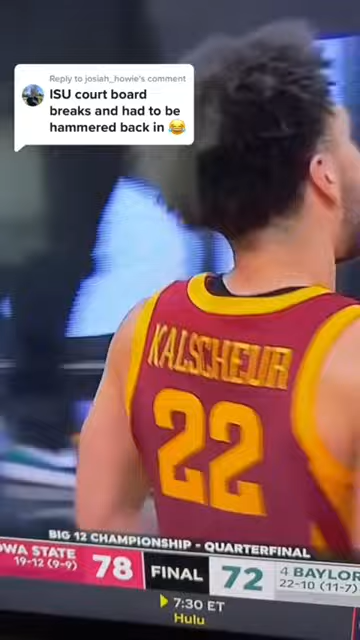 Reply to josiah_howie's comment
ISU court board
breaks and had to be
hammered back in 😂
KALSCHEUR
22
BIG 12 CHAMPIONSHIP - QUARTERFINAL
OWA STATE
19-12 (9-9)
78
FINAL
72
4 BAYLOR
22-10 (11-7)
7:30 ET
Hulu